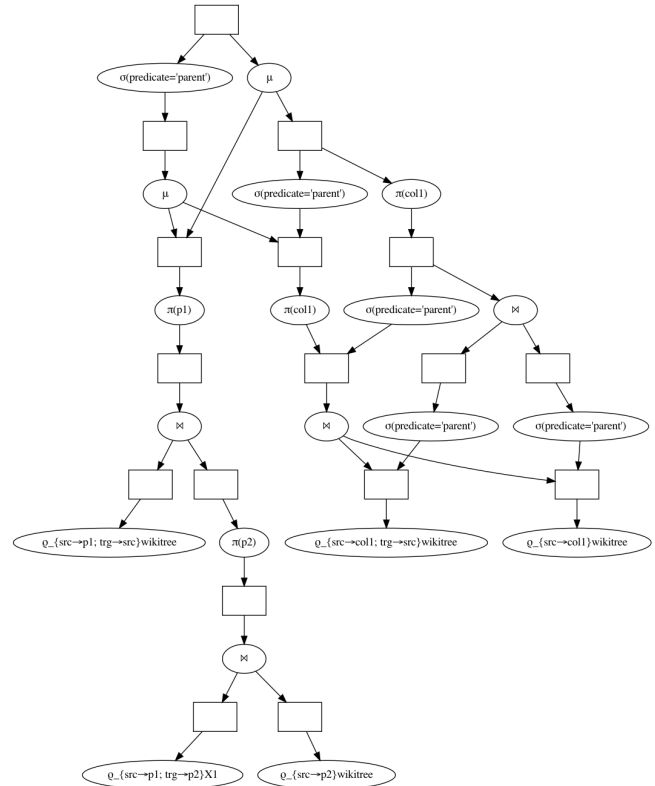 σ(predicate='parent')
μ
μ
σ(predicate='parent')
π(col1)
π(p1)
π(col1)
σ(predicate='parent')
⋈
⋈
⋈
σ(predicate='parent')
σ(predicate='parent')
ϱ_{src→p1; trg→src}wikitree
π(p2)
ϱ_{src→col1; trg→src}wikitree
ϱ_{src→col1}wikitree
⋈
ϱ_{src→p1; trg→p2}X1
ϱ_{src→p2}wikitree